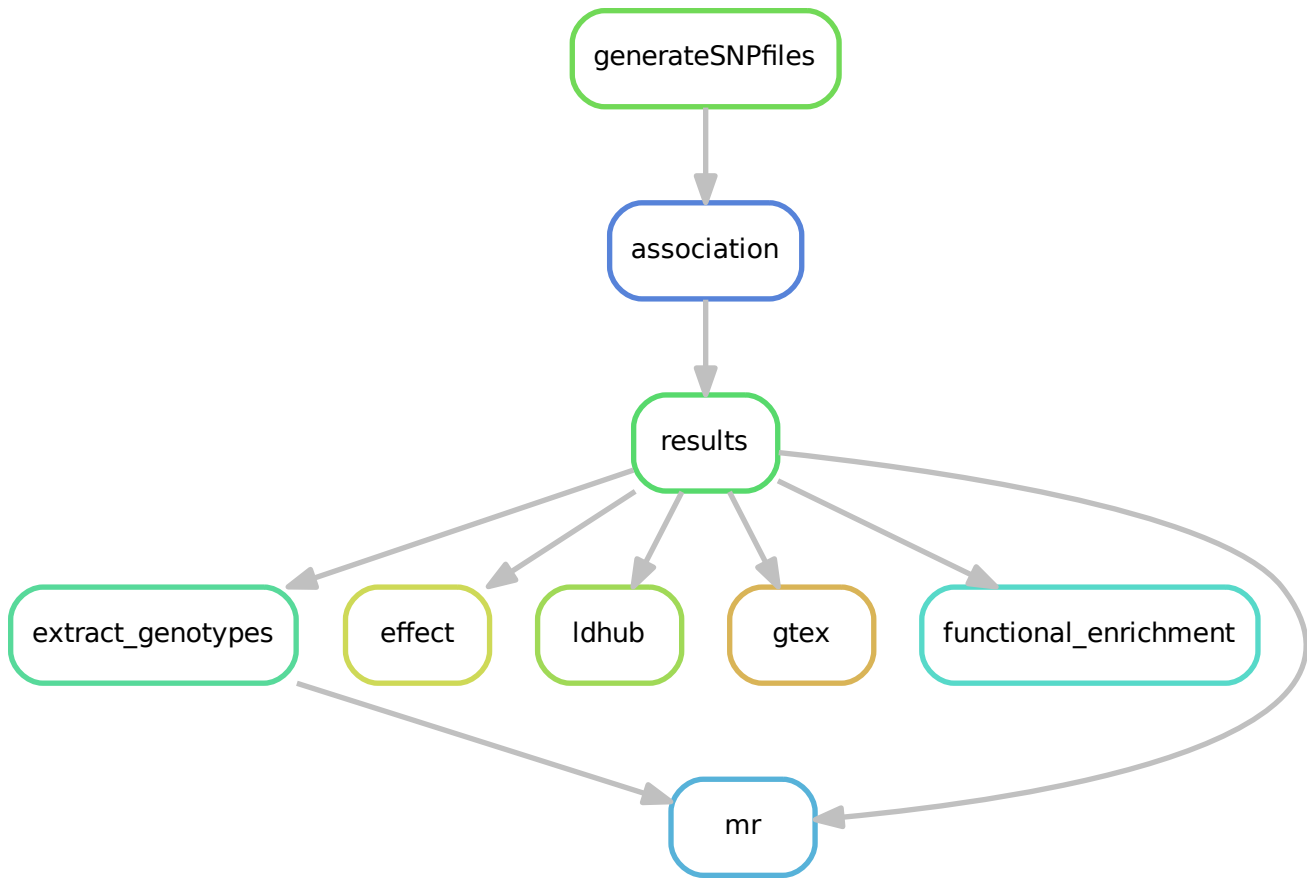 generateSNPfiles
association
results
extract_genotypes
effect
ldhub
gtex
functional_enrichment
mr